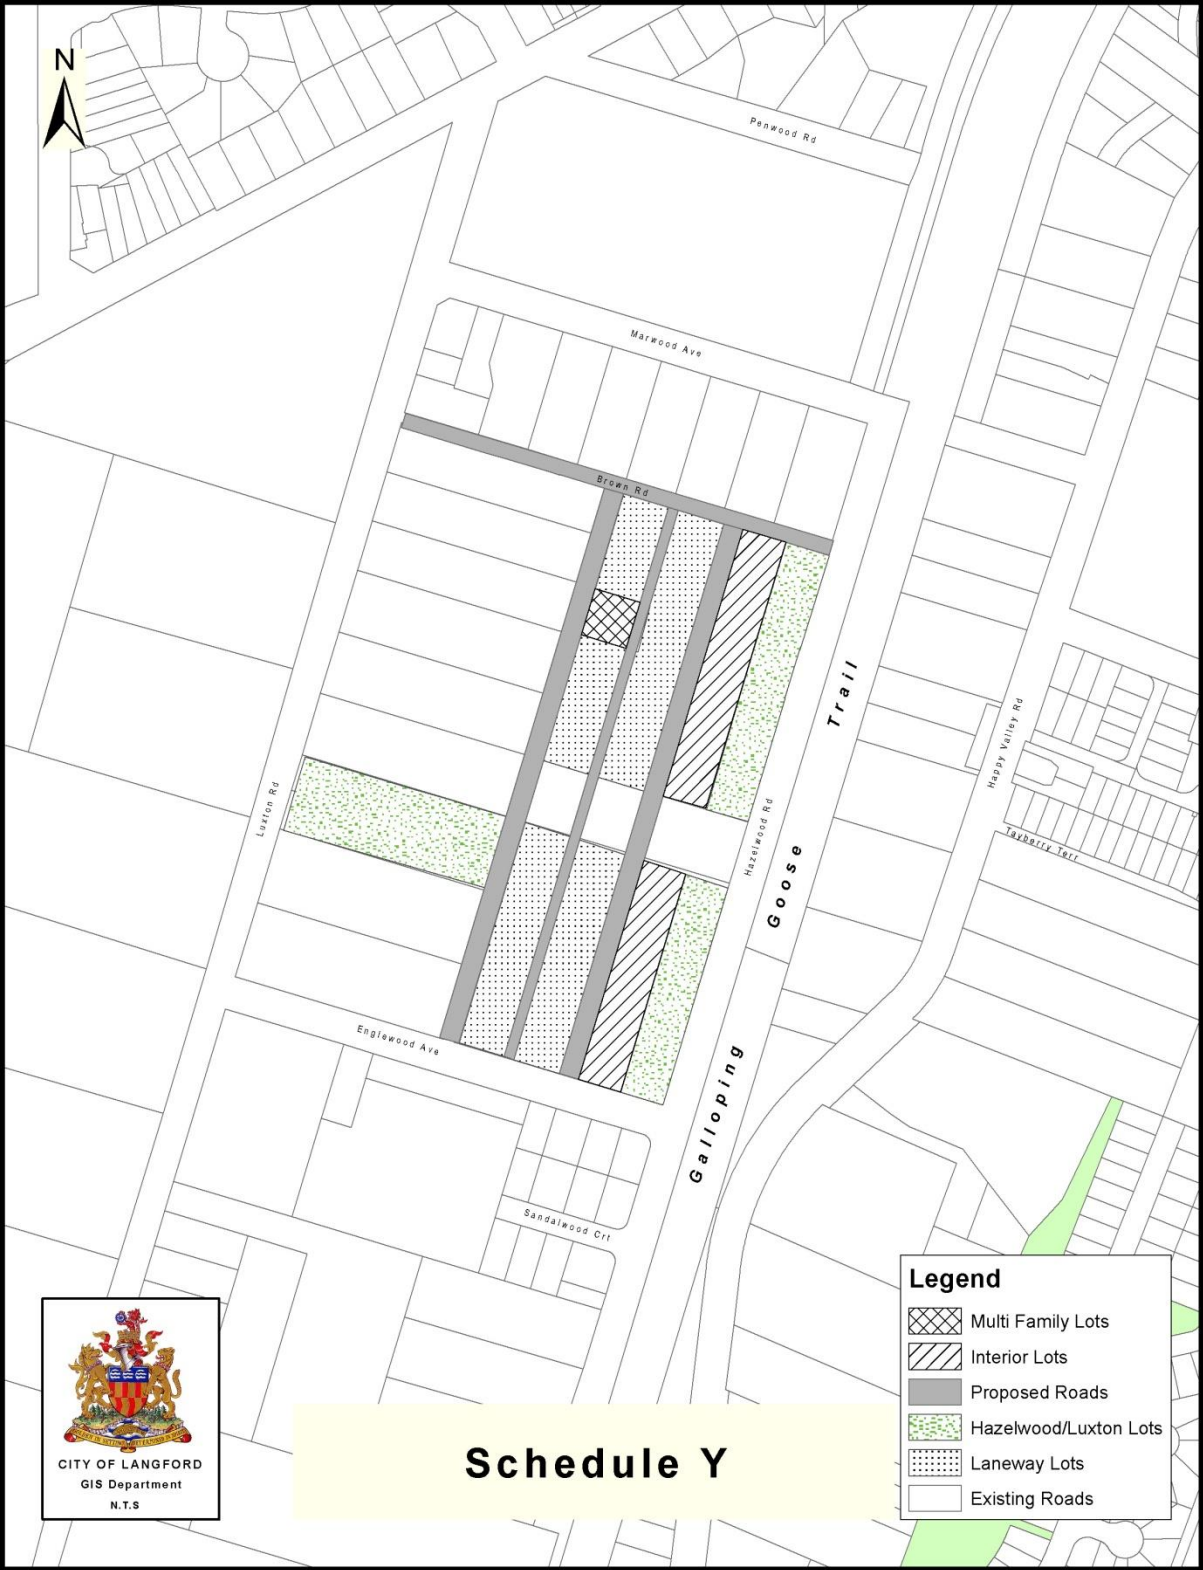 N
Penwood Rd
Marwood Ave
Brown Rd
Trail
Happy Valley Rd
Luxton Rd
Hazelwood Rd
Tayberry Terr
Goose
Englewood Ave
Galloping
Sandalwood Crt
Legend
Multi Family Lots
Interior Lots
Proposed Roads
Hazelwood/Luxton Lots
Laneway Lots
Existing Roads
Schedule Y
CITY OF LANGFORD
GIS Department
N.T.S